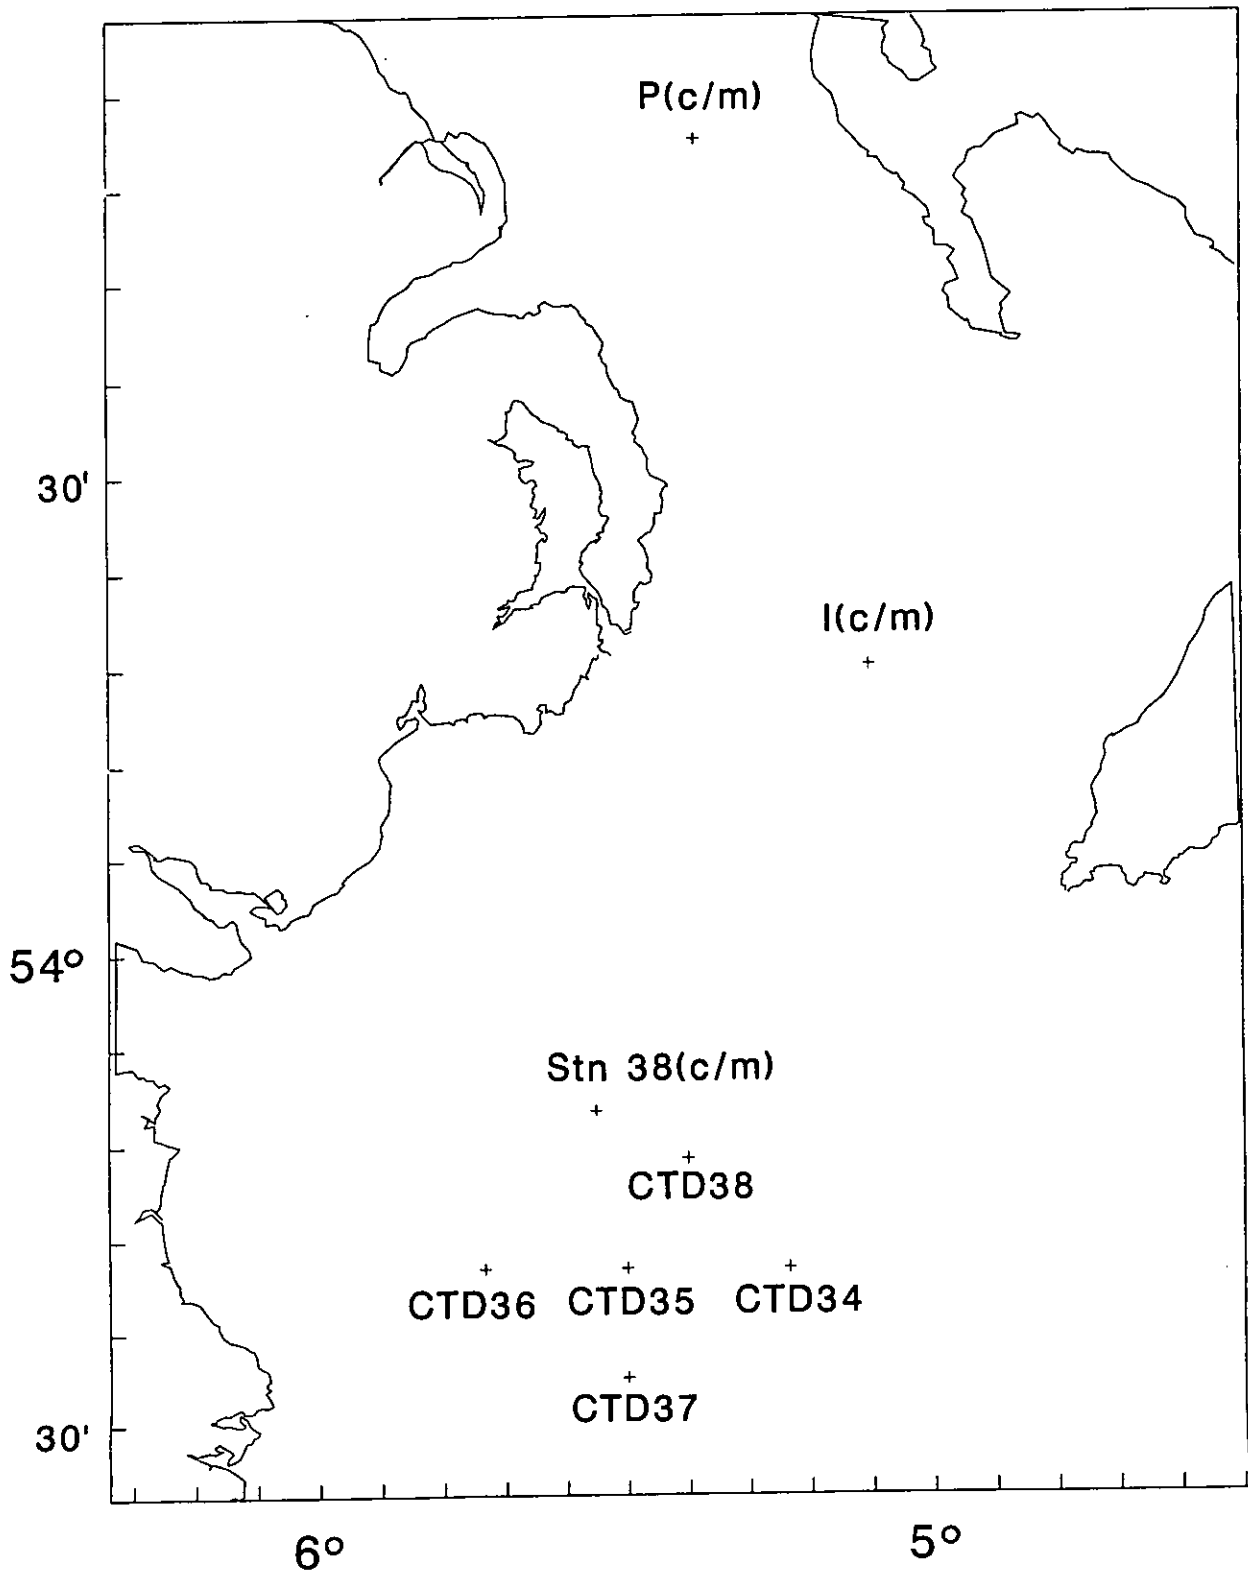 P(c/m)
30'
I(c/m)
54°
Stn 38(c/m)
CTD38
CTD36
CTD35
CTD34
CTD37
30'
6°
5°